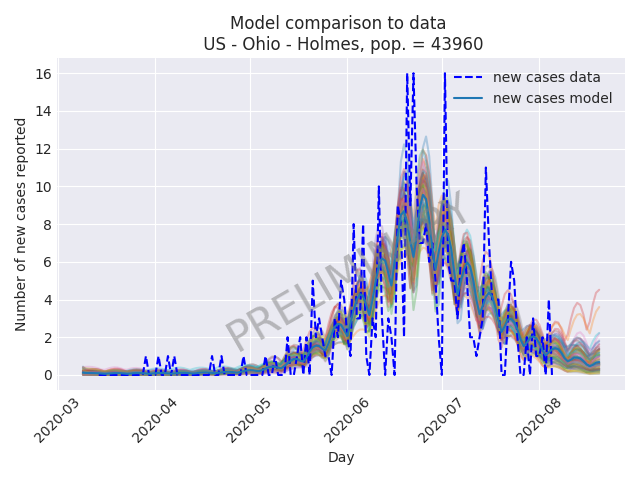 Model comparison to data
US - Ohio - Holmes, pop. = 43960
16
14
12
10
8
6
4
2
0
Number of new cases reported
new cases data
new cases model
PRELIMINARY
2020-03
2020-04
2020-05
2020-06
2020-07
2020-08
Day